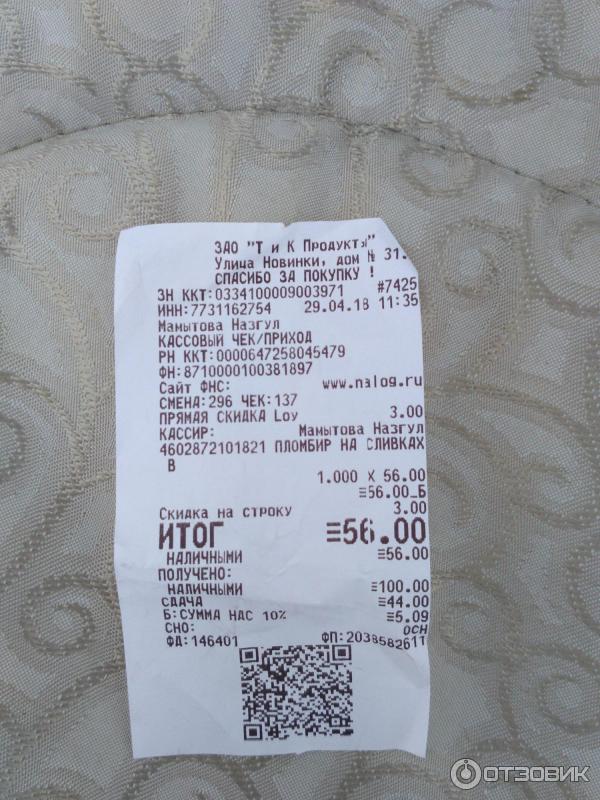 ЗАО "Т и К Продукты"
Улица Новинки, дом № 31.
СПАСИБО ЗА ПОКУПКУ !
ЗН ККТ:0334100009003971 #7425
ИНН:7731162754 29.04.18 11:35
Мамытова Назгул
КАССОВЫЙ ЧЕК/ПРИХОД
РН ККТ:0000647258045479
ФН:8710000100381897
Сайт ФНС: www.nalog.ru
СМЕНА:296 ЧЕК:137
ПРЯМАЯ СКИДКА Loy 3.00
КАССИР: Мамытова Назгул
4602872101821 ПЛОМБИР НА СЛИВКАХ
В
1.000 X 56.00
≡56.00_Б
Скидка на строку 3.00
ИТОГ ≡56.00
НАЛИЧНЫМИ ≡56.00
ПОЛУЧЕНО:
НАЛИЧНЫМИ ≡100.00
СДАЧА ≡44.00
Б:СУММА НДС 10% ≡5.09
СНО: ОСН
ФД:146401 ФП:2038582611
ОТЗОВИК